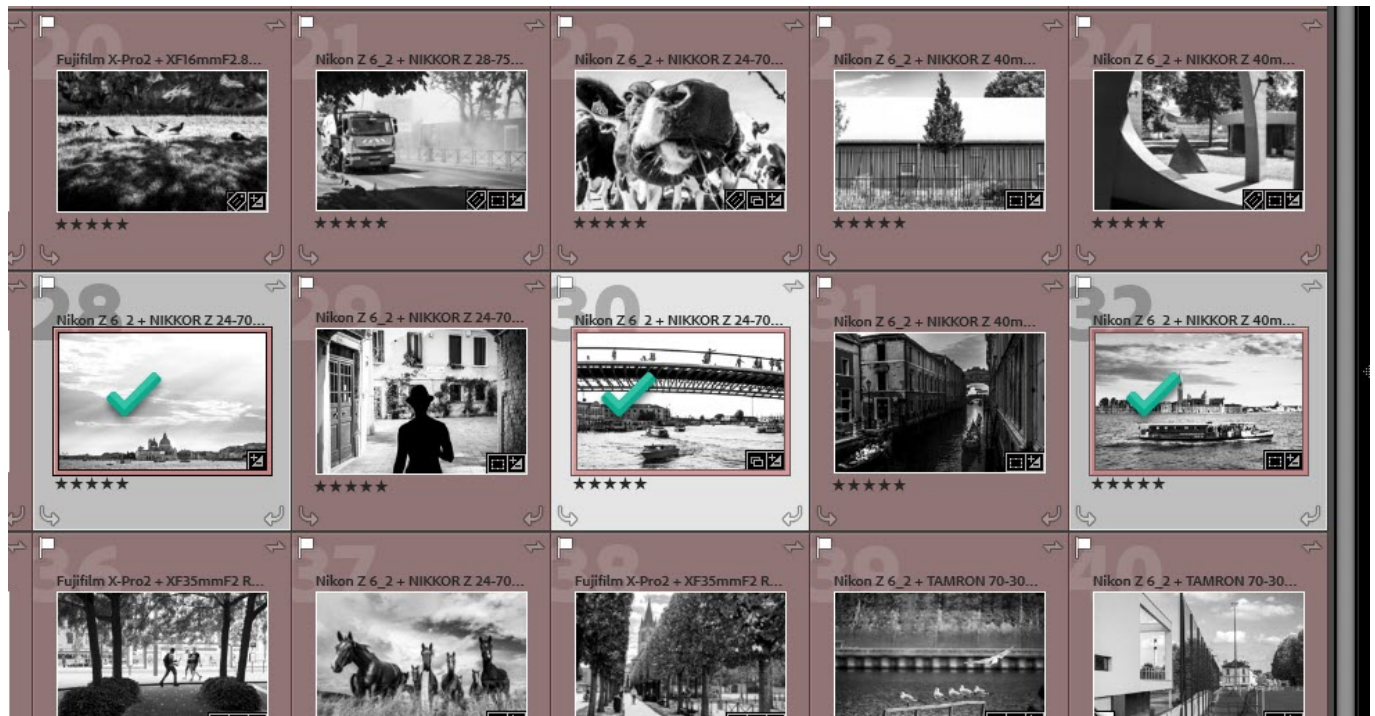 20 21 22 23 24
Fujifilm X-Pro2 + XF16mmF2.8... Nikon Z 6_2 + NIKKOR Z 28-75... Nikon Z 6_2 + NIKKOR Z 24-70... Nikon Z 6_2 + NIKKOR Z 40m... Nikon Z 6_2 + NIKKOR Z 40m...
★★★★★ ★★★★★ ★★★★★ ★★★★★ ★★★★★
28 29 30 31 32
Nikon Z 6_2 + NIKKOR Z 24-70... Nikon Z 6_2 + NIKKOR Z 24-70... Nikon Z 6_2 + NIKKOR Z 24-70... Nikon Z 6_2 + NIKKOR Z 40m... Nikon Z 6_2 + NIKKOR Z 40m...
★★★★★ ★★★★★ ★★★★★ ★★★★★ ★★★★★
36 37 38 39 40
Fujifilm X-Pro2 + XF35mmF2 R... Nikon Z 6_2 + NIKKOR Z 24-70... Fujifilm X-Pro2 + XF35mmF2 R... Nikon Z 6_2 + TAMRON 70-30... Nikon Z 6_2 + TAMRON 70-30...